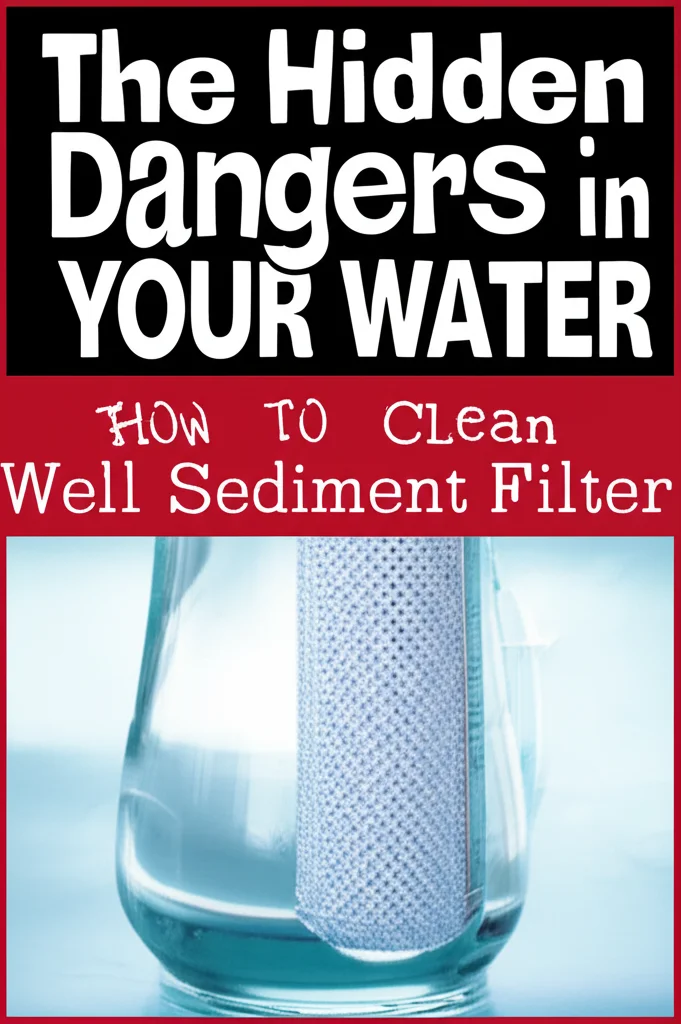 The Hidden
Dangers in
YOUR WATER
HOW TO CLean
Well Sediment Filter